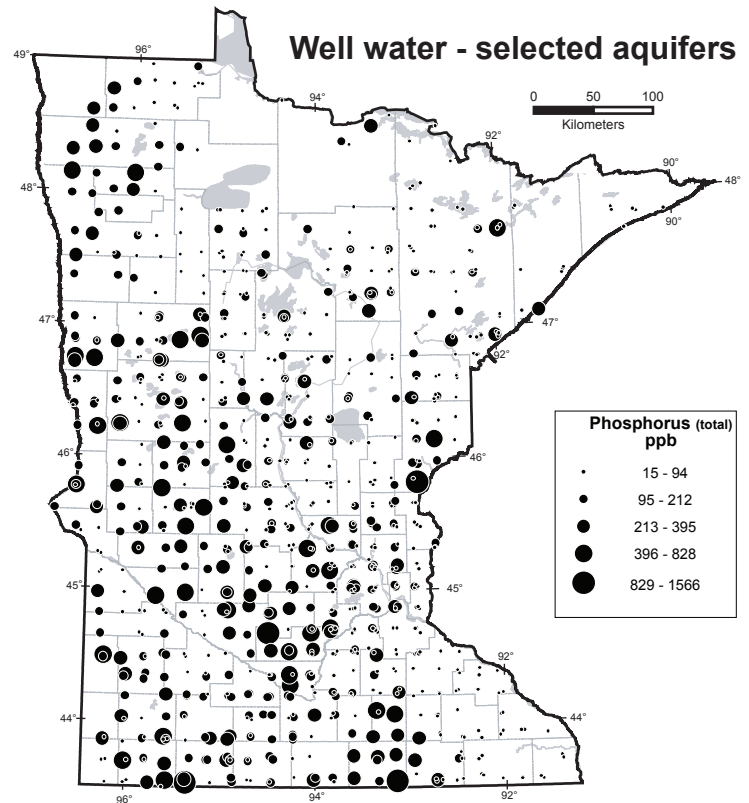 Well water - selected aquifers
0 50 100
Kilometers
49°
96°
94°
92°
90°
48°
48°
90°
47°
47°
92°
46°
46°
45°
45°
92°
44°
44°
96°
94°
92°
Phosphorus (total)
ppb
15 - 94
95 - 212
213 - 395
396 - 828
829 - 1566